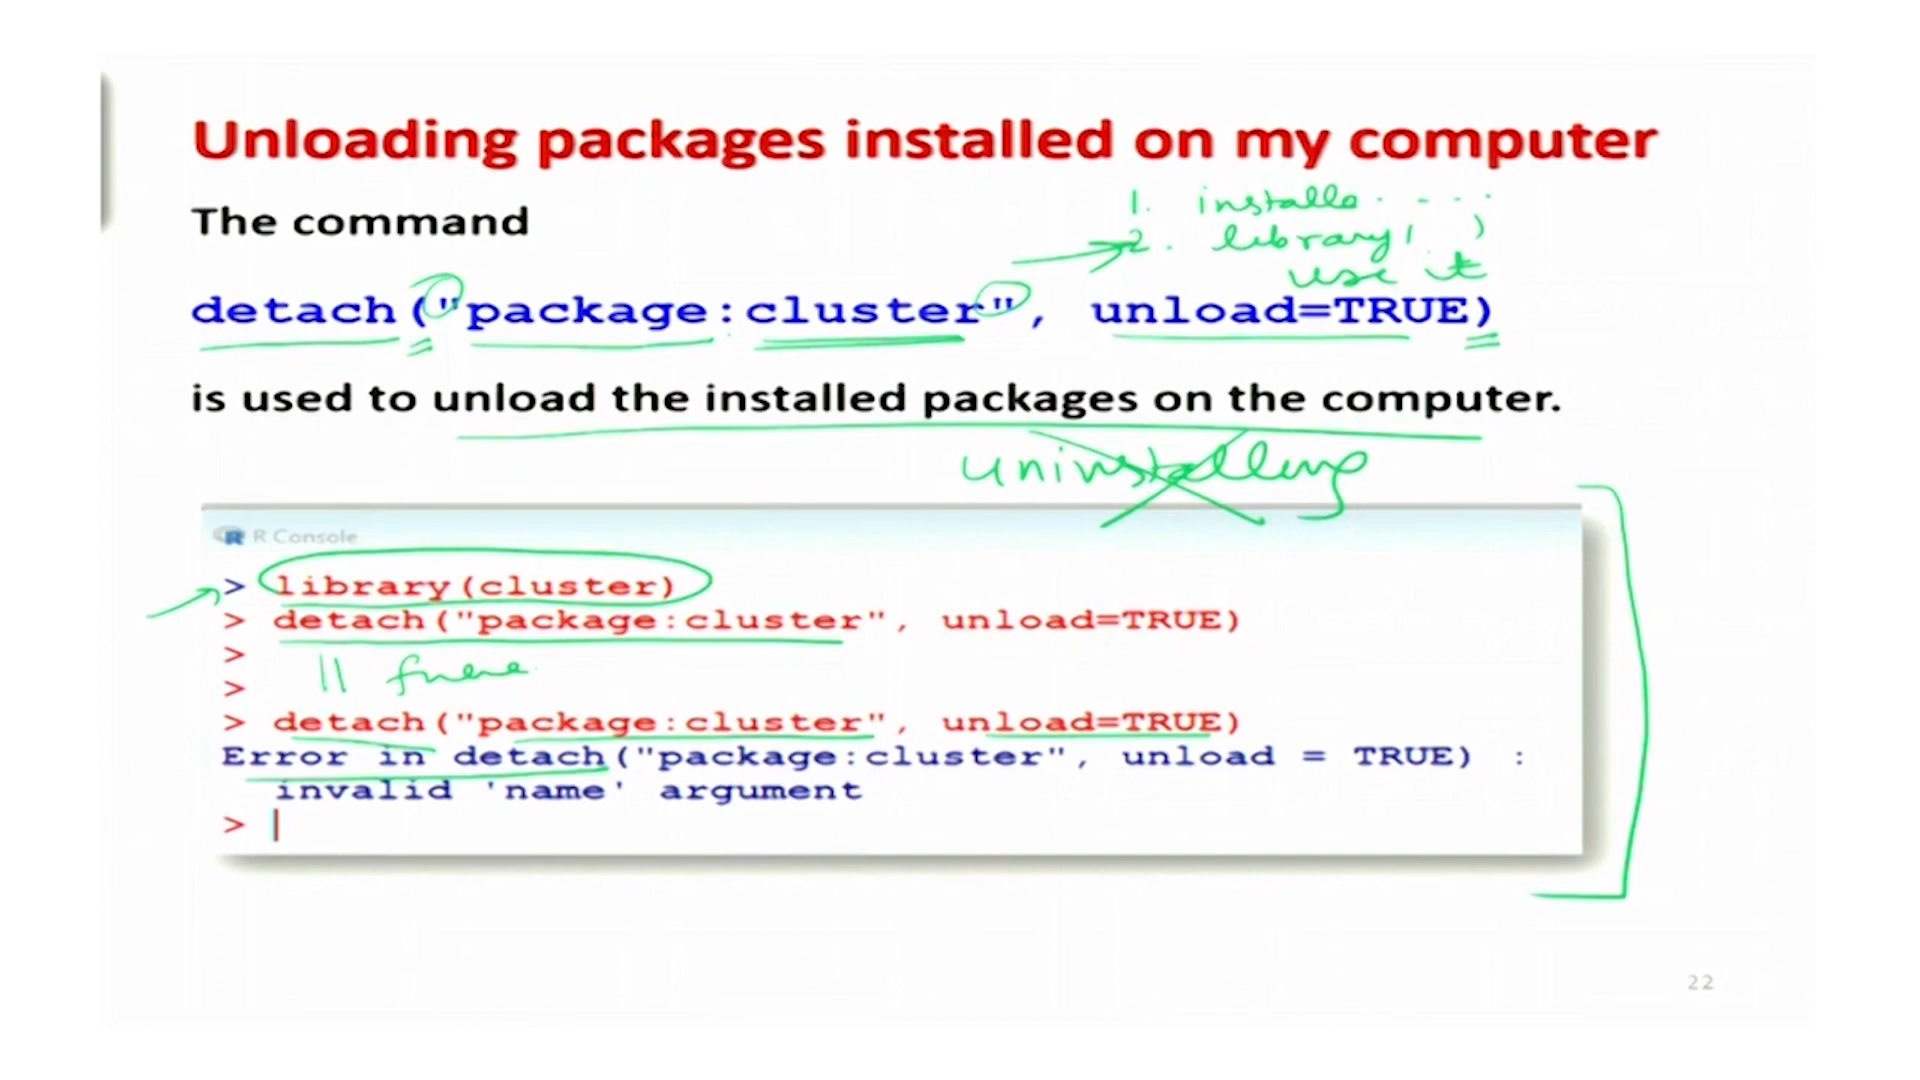 Unloading packages installed on my computer
1. installe. . . . .
The command
2. library( )
use it
detach("package:cluster", unload=TRUE)
is used to unload the installed packages on the computer.
uninstalling
R Console
> library(cluster)
> detach("package:cluster", unload=TRUE)
>
>
> detach("package:cluster", unload=TRUE)
Error in detach("package:cluster", unload = TRUE) :
invalid 'name' argument
>
22